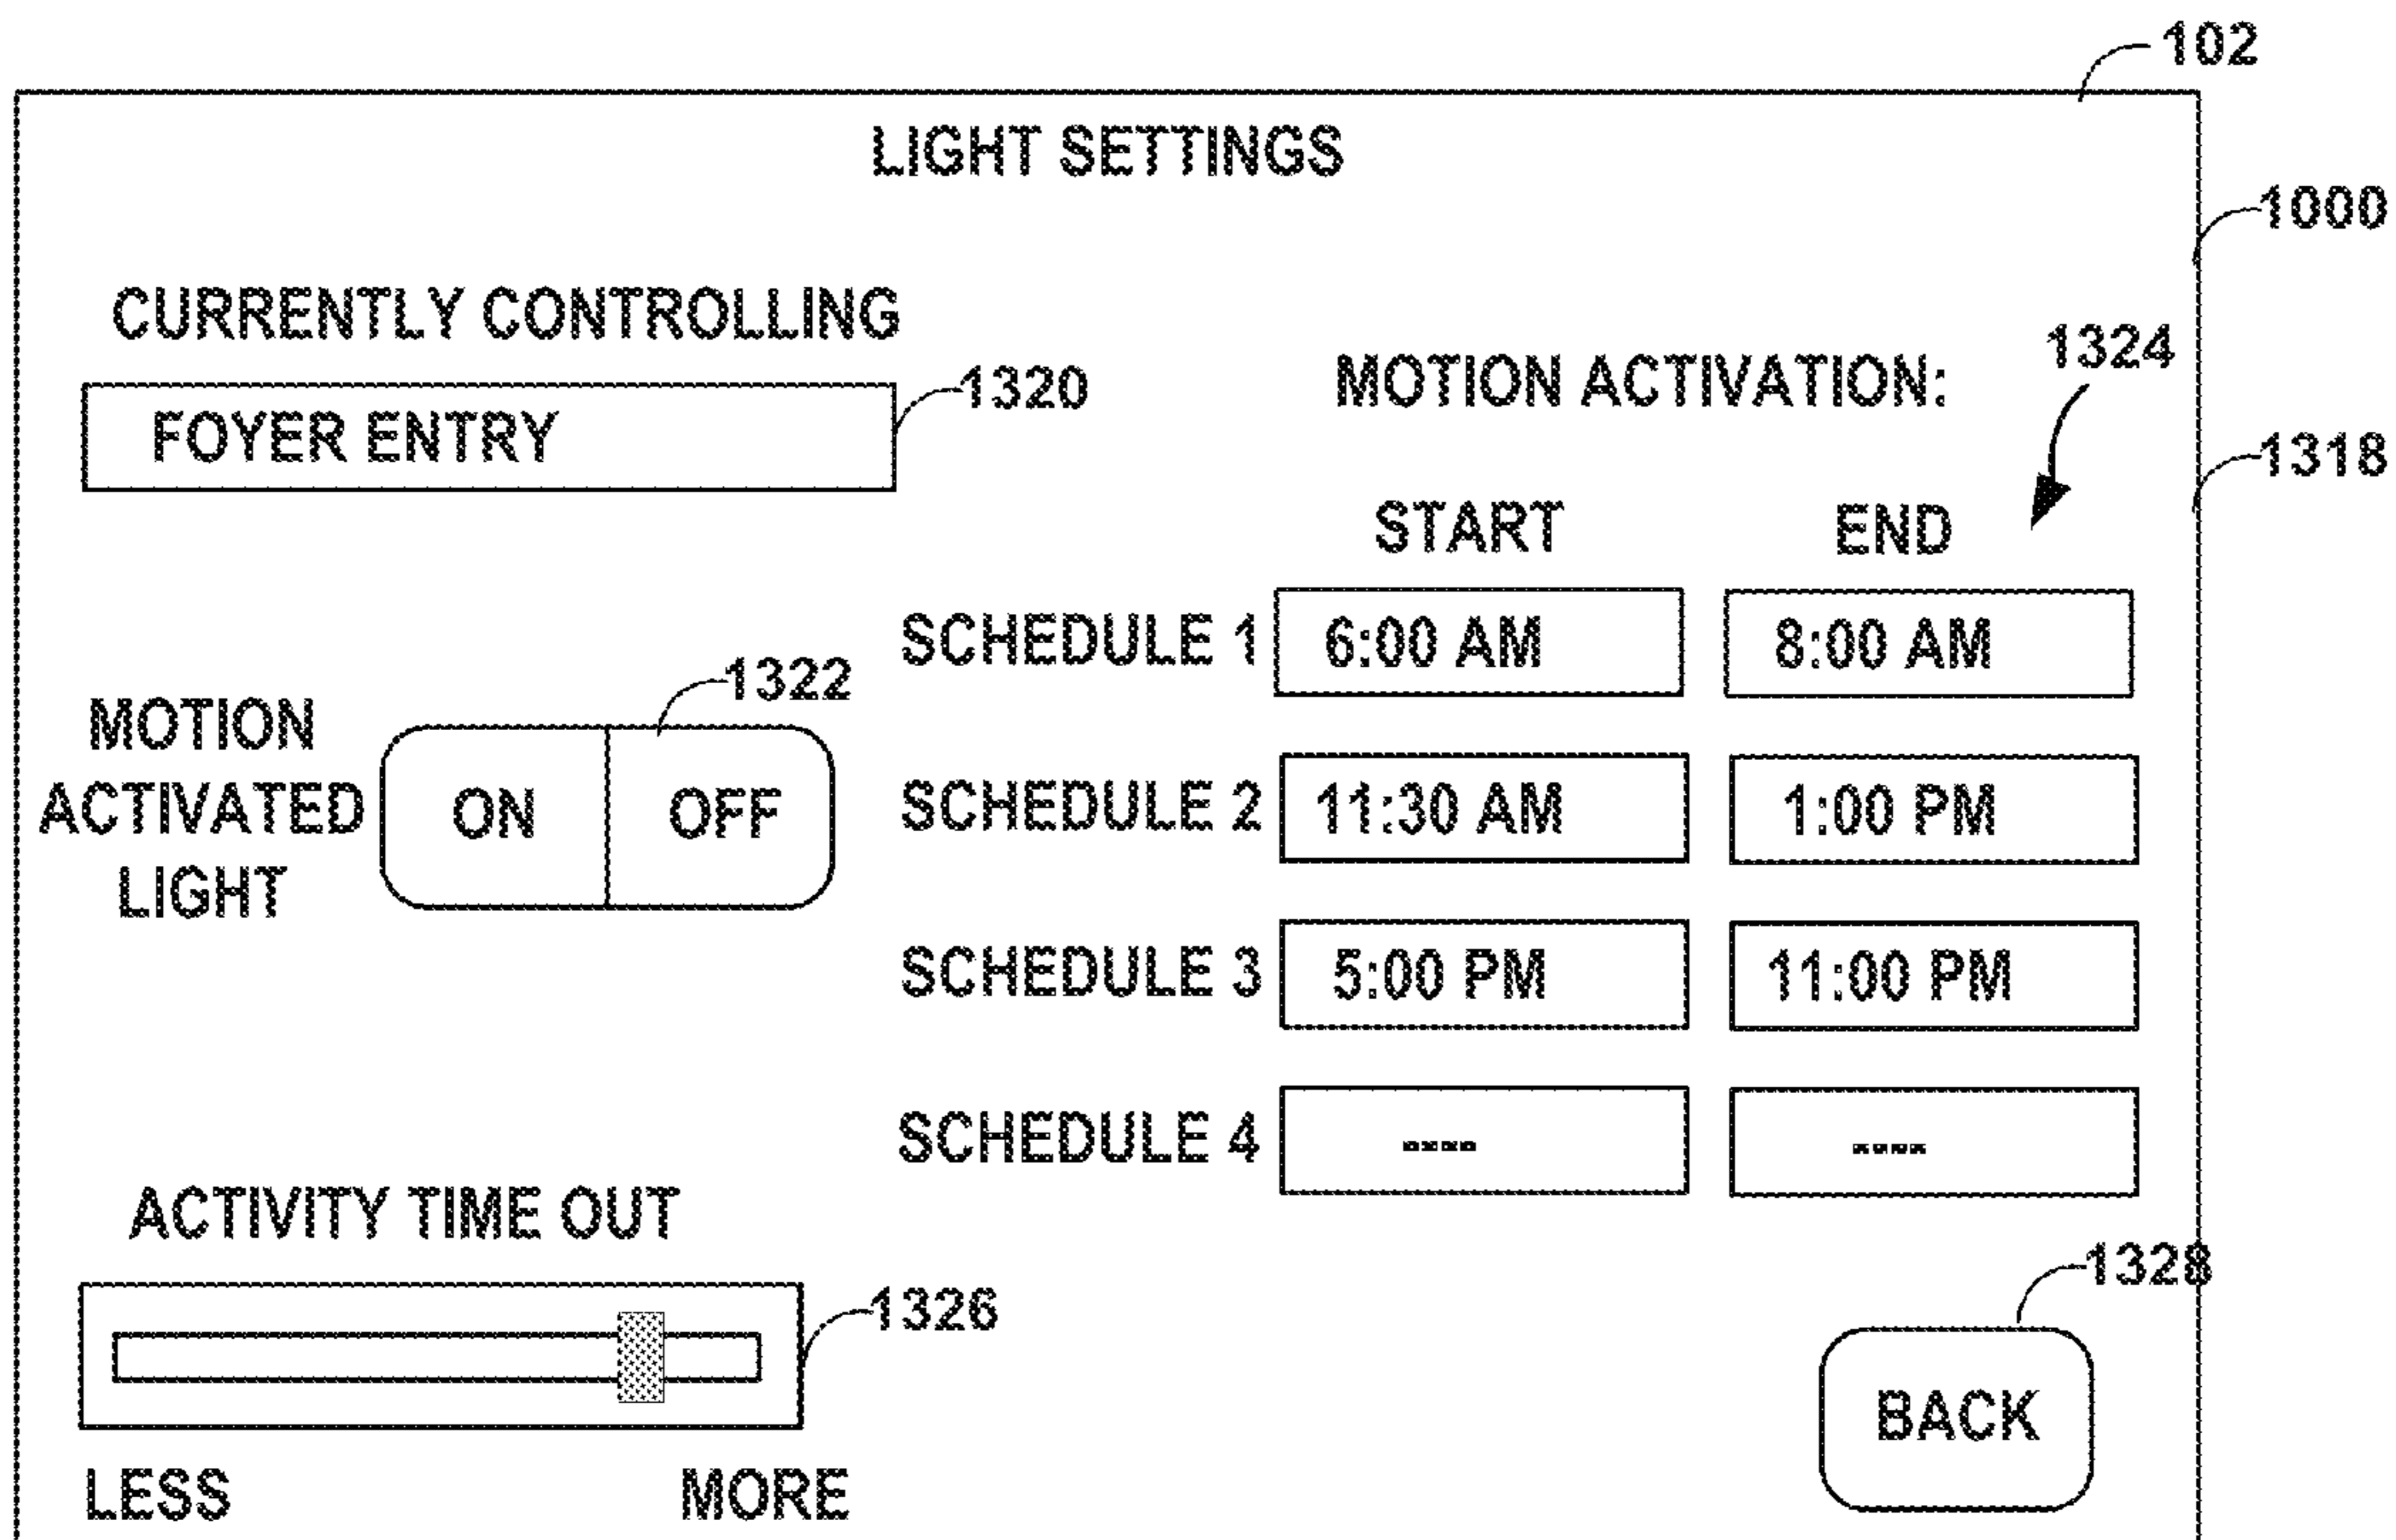 102
LIGHT SETTINGS
1000
CURRENTLY CONTROLLING
1320
FOYER ENTRY
MOTION ACTIVATION:
1324
1318
START END
SCHEDULE 1 6:00 AM 8:00 AM
1322
MOTION
ACTIVATED
LIGHT
ON OFF
SCHEDULE 2 11:30 AM 1:00 PM
SCHEDULE 3 5:00 PM 11:00 PM
SCHEDULE 4 ---- ----
ACTIVITY TIME OUT
1326
LESS MORE
1328
BACK